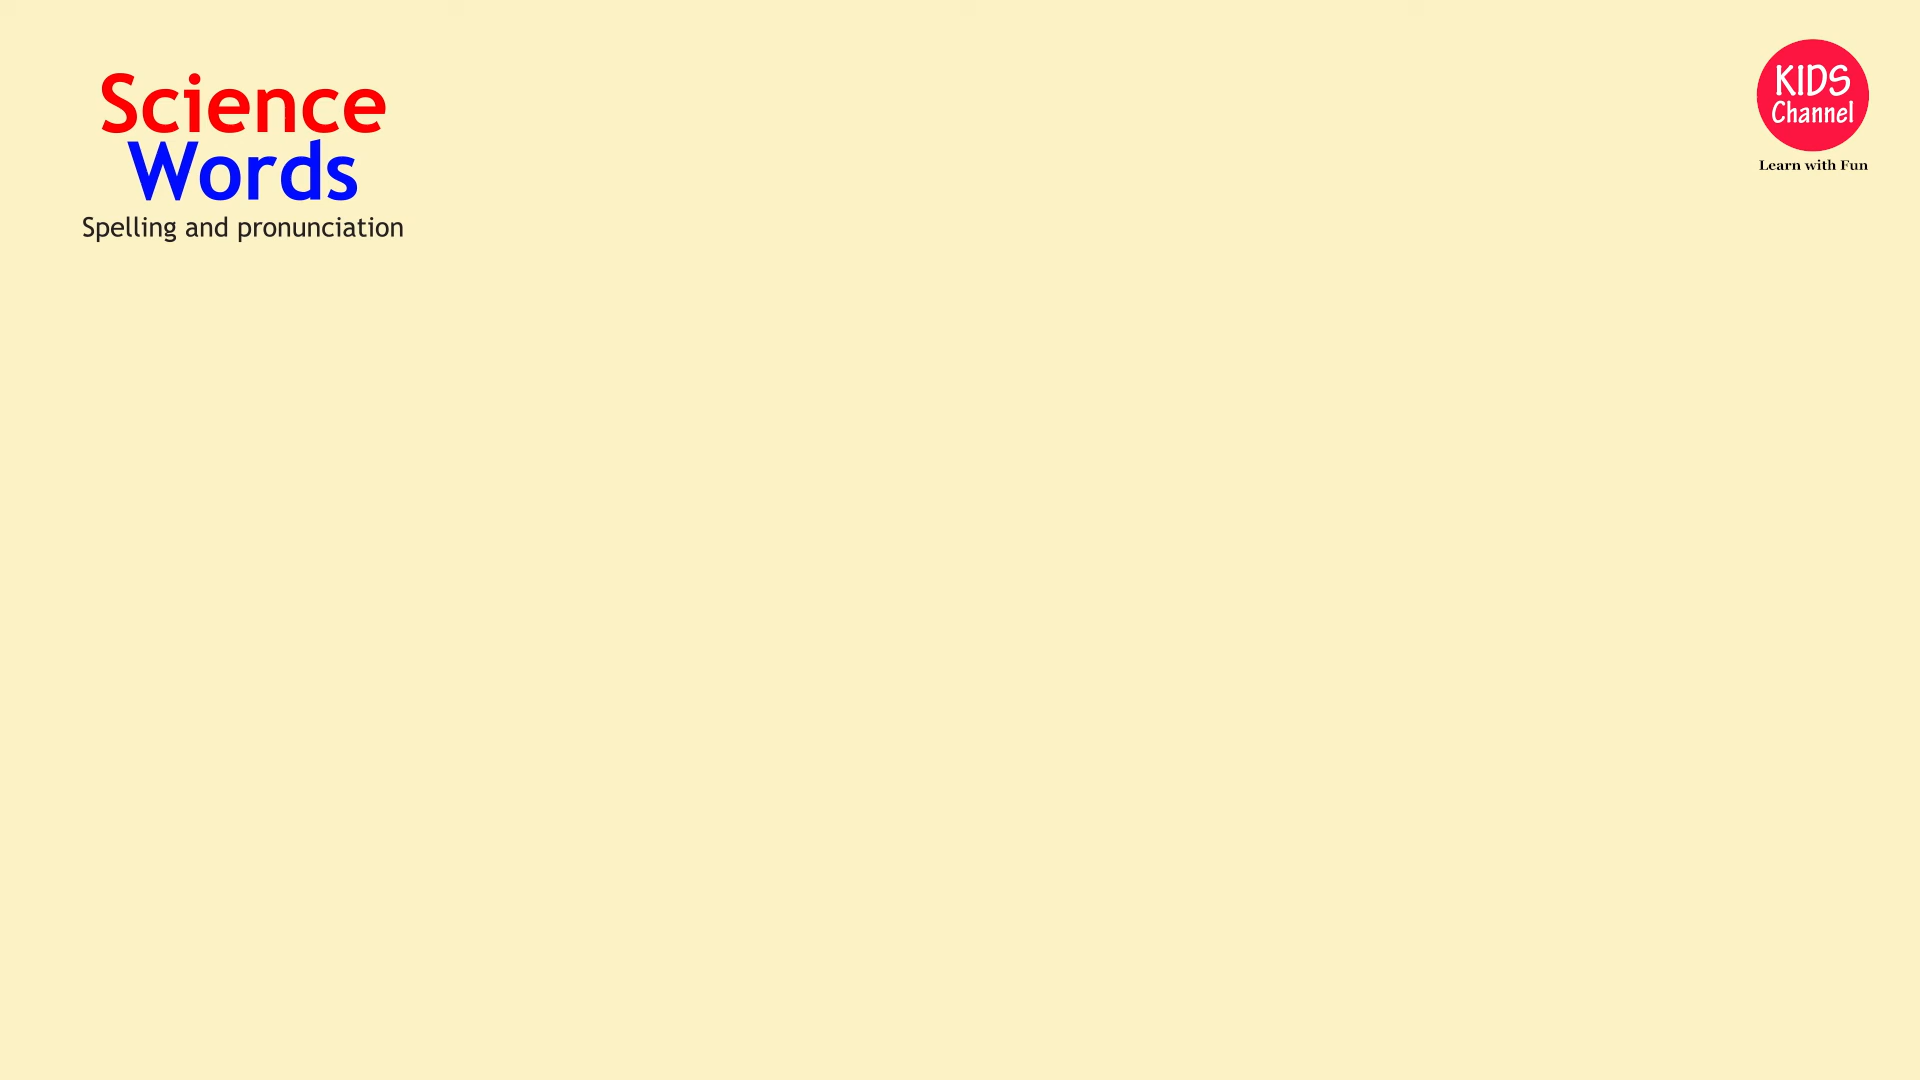 Science
Words
Spelling and pronunciation
KIDS
Channel
Learn with Fun